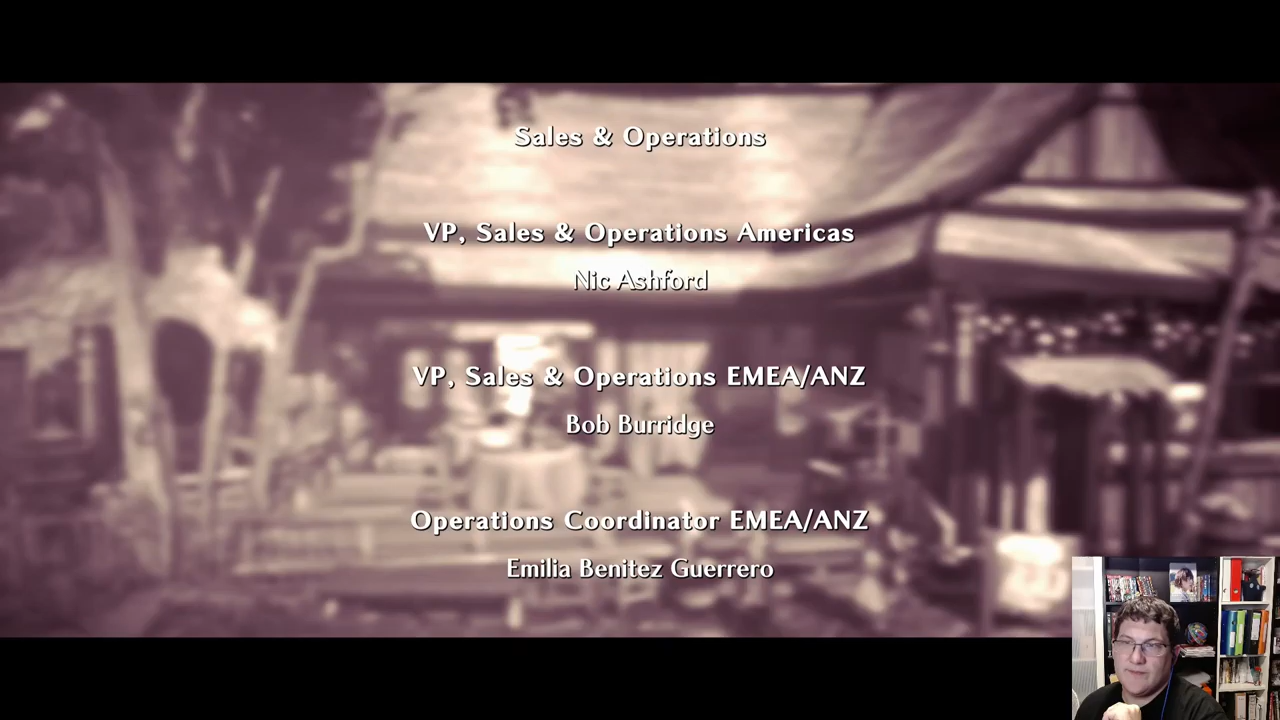 Sales & Operations
VP, Sales & Operations Americas
Nic Ashford
VP, Sales & Operations EMEA/ANZ
Bob Burridge
Operations Coordinator EMEA/ANZ
Emilia Benitez Guerrero